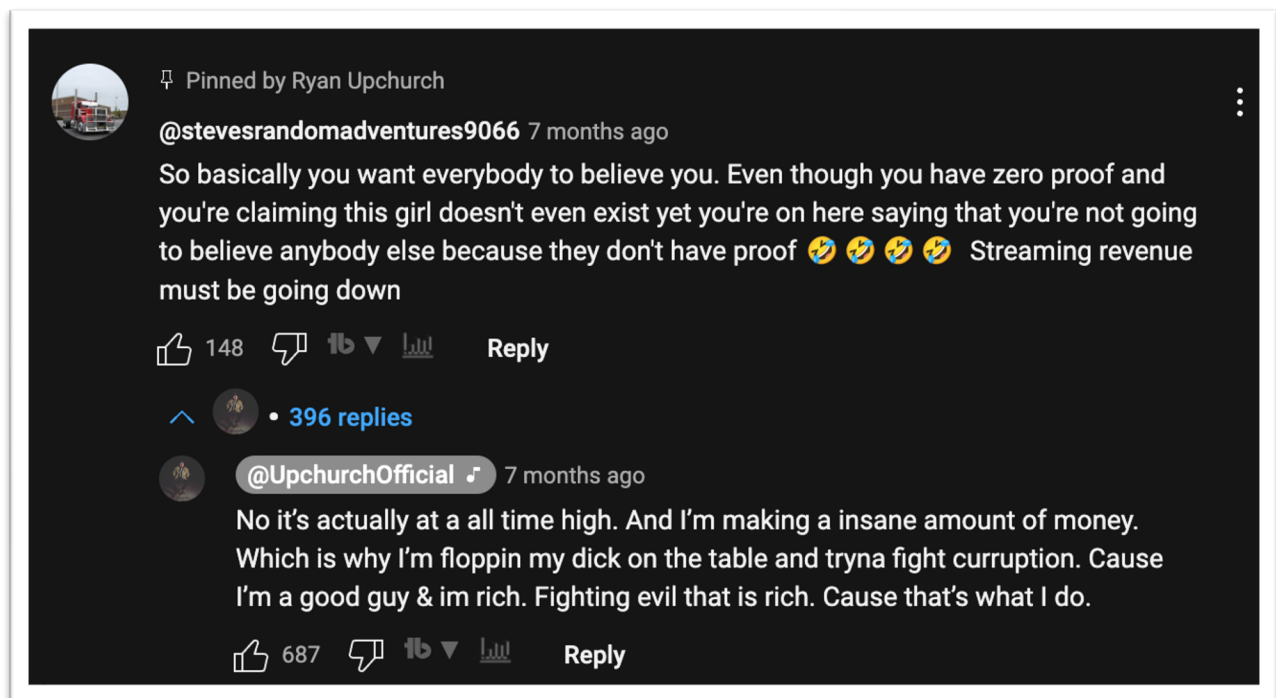 Pinned by Ryan Upchurch
@stevesrandomadventures9066 7 months ago
So basically you want everybody to believe you. Even though you have zero proof and
you're claiming this girl doesn't even exist yet you're on here saying that you're not going
to believe anybody else because they don't have proof 🤣 🤣 🤣 🤣 Streaming revenue
must be going down
148 Reply
• 396 replies
@UpchurchOfficial 7 months ago
No it’s actually at a all time high. And I’m making a insane amount of money.
Which is why I’m floppin my dick on the table and tryna fight curruption. Cause
I’m a good guy & im rich. Fighting evil that is rich. Cause that’s what I do.
687 Reply